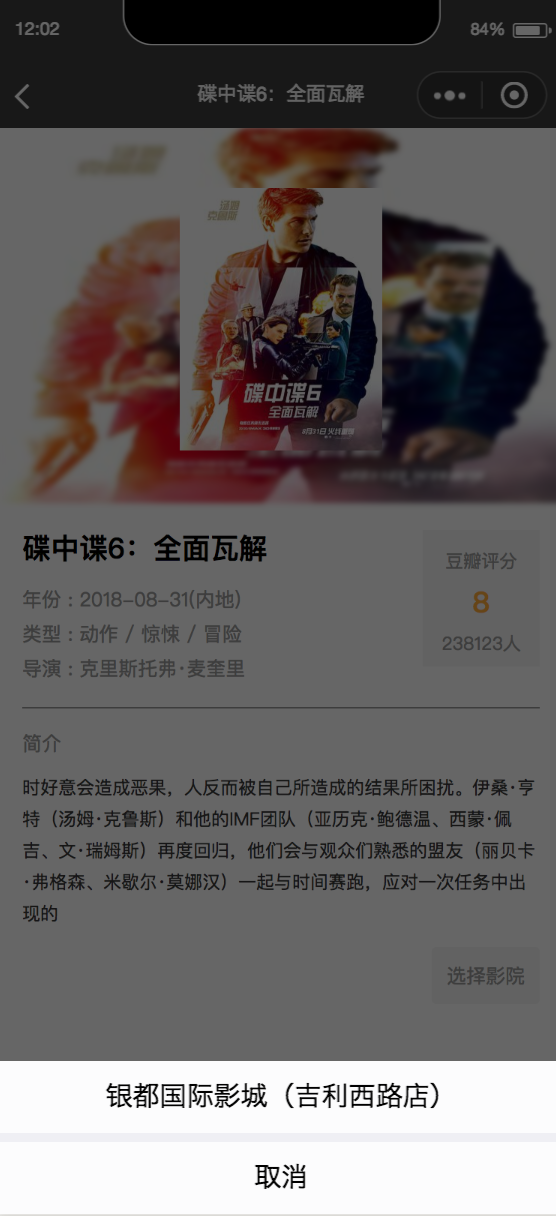 12:02
84%
碟中谍6：全面瓦解
汤姆
克鲁斯
碟中谍6
全面瓦解
8月31日
年份：2018-08-31(内地)
碟中谍6：全面瓦解
豆瓣评分
8
类型：动作 / 惊悚 / 冒险
238123人
导演：克里斯托弗·麦奎里
简介
时好意会造成恶果，人反而被自己所造成的结果所困扰。伊桑·亨
特（汤姆·克鲁斯）和他的IMF团队（亚历克·鲍德温、西蒙·佩
吉、文·瑞姆斯）再度回归，他们会与观众们熟悉的盟友（丽贝卡
·弗格森、米歇尔·莫娜汉）一起与时间赛跑，应对一次任务中出
现的
选择影院
银都国际影城（吉利西路店）
取消